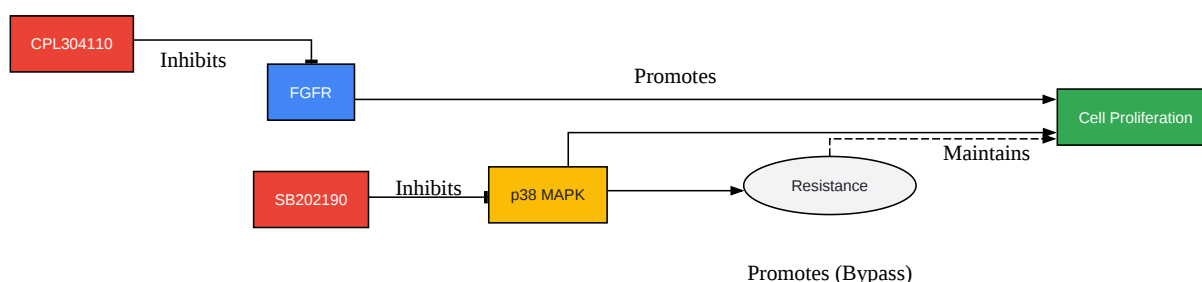 CPL304110
Inhibits
FGFR
Promotes
Cell Proliferation
Maintains
SB202190
Inhibits
p38 MAPK
Resistance
Promotes (Bypass)